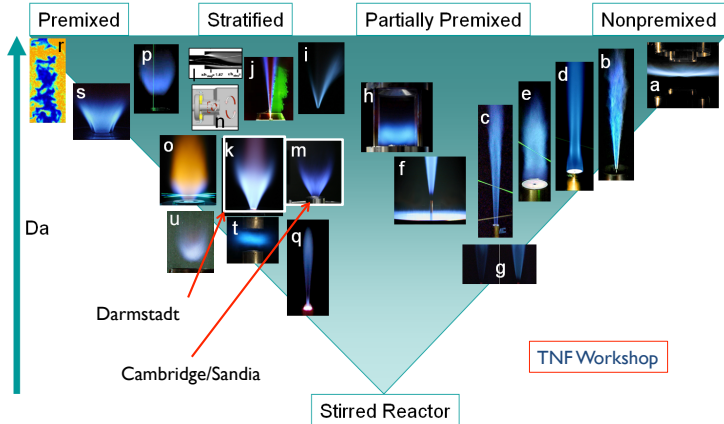 Premixed
Stratified
Partially Premixed
Nonpremixed
r
s
p
l
n
j
i
h
c
e
d
b
a
o
k
m
f
u
t
q
g
Da
Darmstadt
Cambridge/Sandia
TNF Workshop
Stirred Reactor